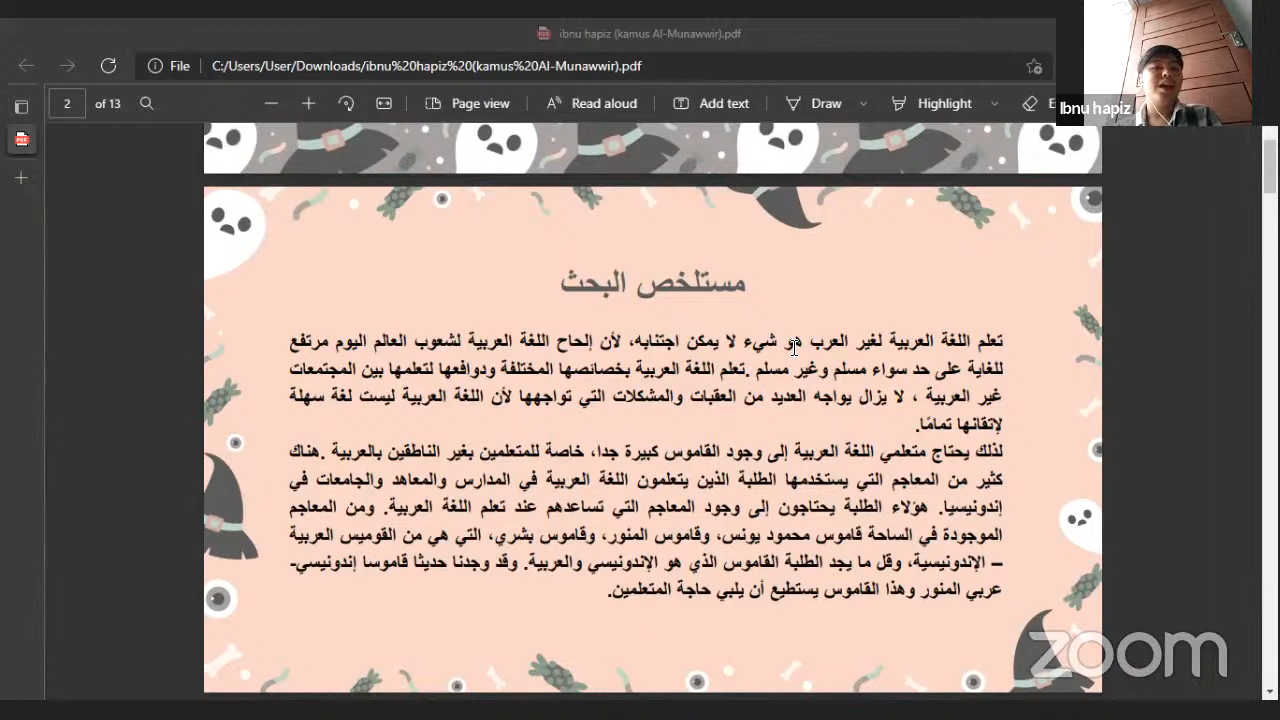 ibnu hapiz (kamus Al-Munawwir).pdf
File C:/Users/User/Downloads/ibnu%20hapiz%20(kamus%20Al-Munawwir).pdf
2 of 13 Page view Read aloud Add text Draw Highlight E
Ibnu hapiz
مستلخص البحث
تعلم اللغة العربية لغير العرب هو شيء لا يمكن اجتنابه، لأن إلحاح اللغة العربية لشعوب العالم اليوم مرتفع
للغاية على حد سواء مسلم وغير مسلم .تعلم اللغة العربية بخصائصها المختلفة ودوافعها لتعلمها بين المجتمعات
غير العربية ، لا يزال يواجه العديد من العقبات والمشكلات التي تواجهها لأن اللغة العربية ليست لغة سهلة
لإتقانها تمامًا.
لذلك يحتاج متعلمي اللغة العربية إلى وجود القاموس كبيرة جدا، خاصة للمتعلمين بغير الناطقين بالعربية .هناك
كثير من المعاجم التي يستخدمها الطلبة الذين يتعلمون اللغة العربية في المدارس والمعاهد والجامعات في
إندونيسيا. هؤلاء الطلبة يحتاجون إلى وجود المعاجم التي تساعدهم عند تعلم اللغة العربية. ومن المعاجم
الموجودة في الساحة قاموس محمود يونس، وقاموس المنور، وقاموس بشري، التي هي من القوميس العربية
– الإندونيسية، وقل ما يجد الطلبة القاموس الذي هو الإندونيسي والعربية. وقد وجدنا حديثا قاموسا إندونيسي-
عربي المنور وهذا القاموس يستطيع أن يلبي حاجة المتعلمين.
zoom